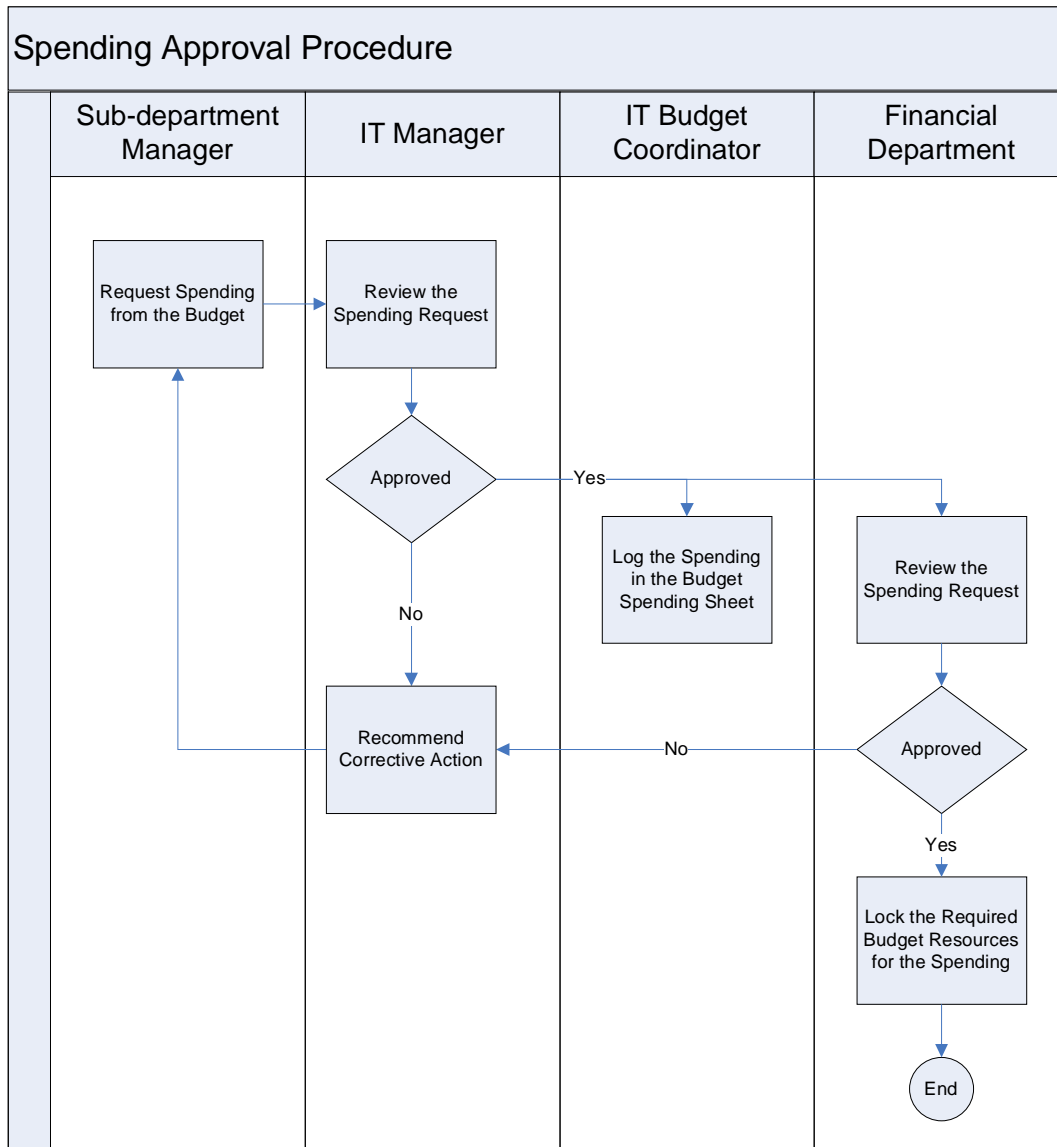 Spending Approval Procedure
Sub-department
Manager
IT Manager
IT Budget
Coordinator
Financial
Department
Request Spending
from the Budget
Review the
Spending Request
Approved
Yes
Log the Spending
in the Budget
Spending Sheet
Review the
Spending Request
No
Recommend
Corrective Action
No
Approved
Yes
Lock the Required
Budget Resources
for the Spending
End